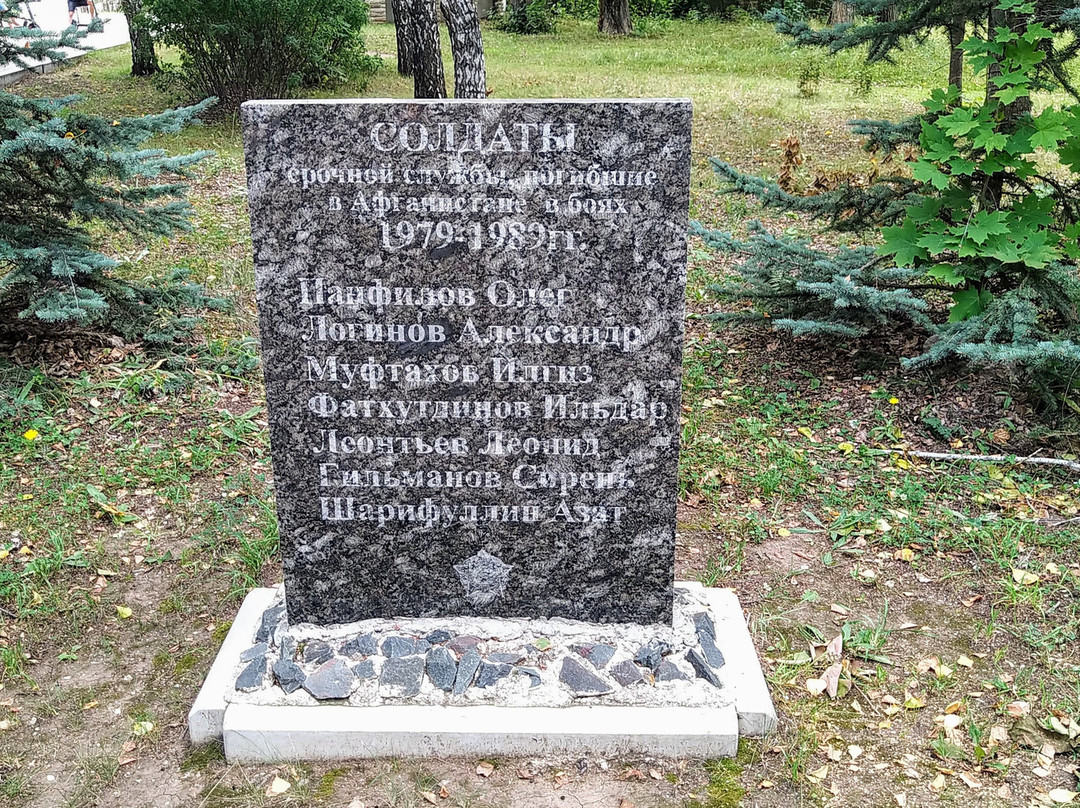 СОЛДАТЫ
срочной службы, погибшие
в Афганистане в боях
1979-1989гг.
Панфилов Олег
Логинов Александр
Муфтахов Илгиз
Фатхутдинов Ильдар
Леонтьев Леонид
Гильманов Сирень
Шарифуллин Азат